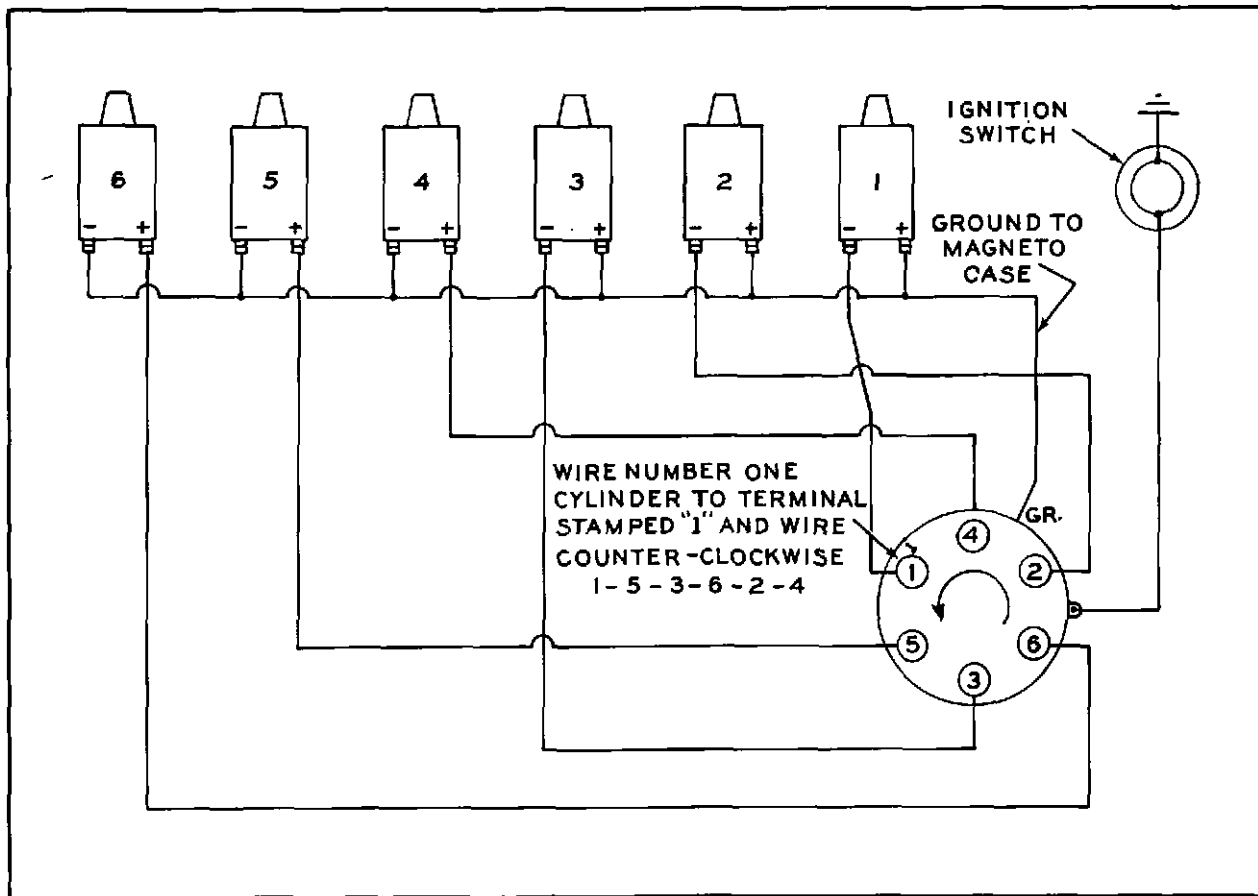 6 5 4 3 2 1
- + - + - + - + - + - +
IGNITION
SWITCH
GROUND TO
MAGNETO
CASE
WIRE NUMBER ONE
CYLINDER TO TERMINAL
STAMPED "1" AND WIRE
COUNTER-CLOCKWISE
1-5-3-6-2-4
GR.
4
1
2
5
6
3